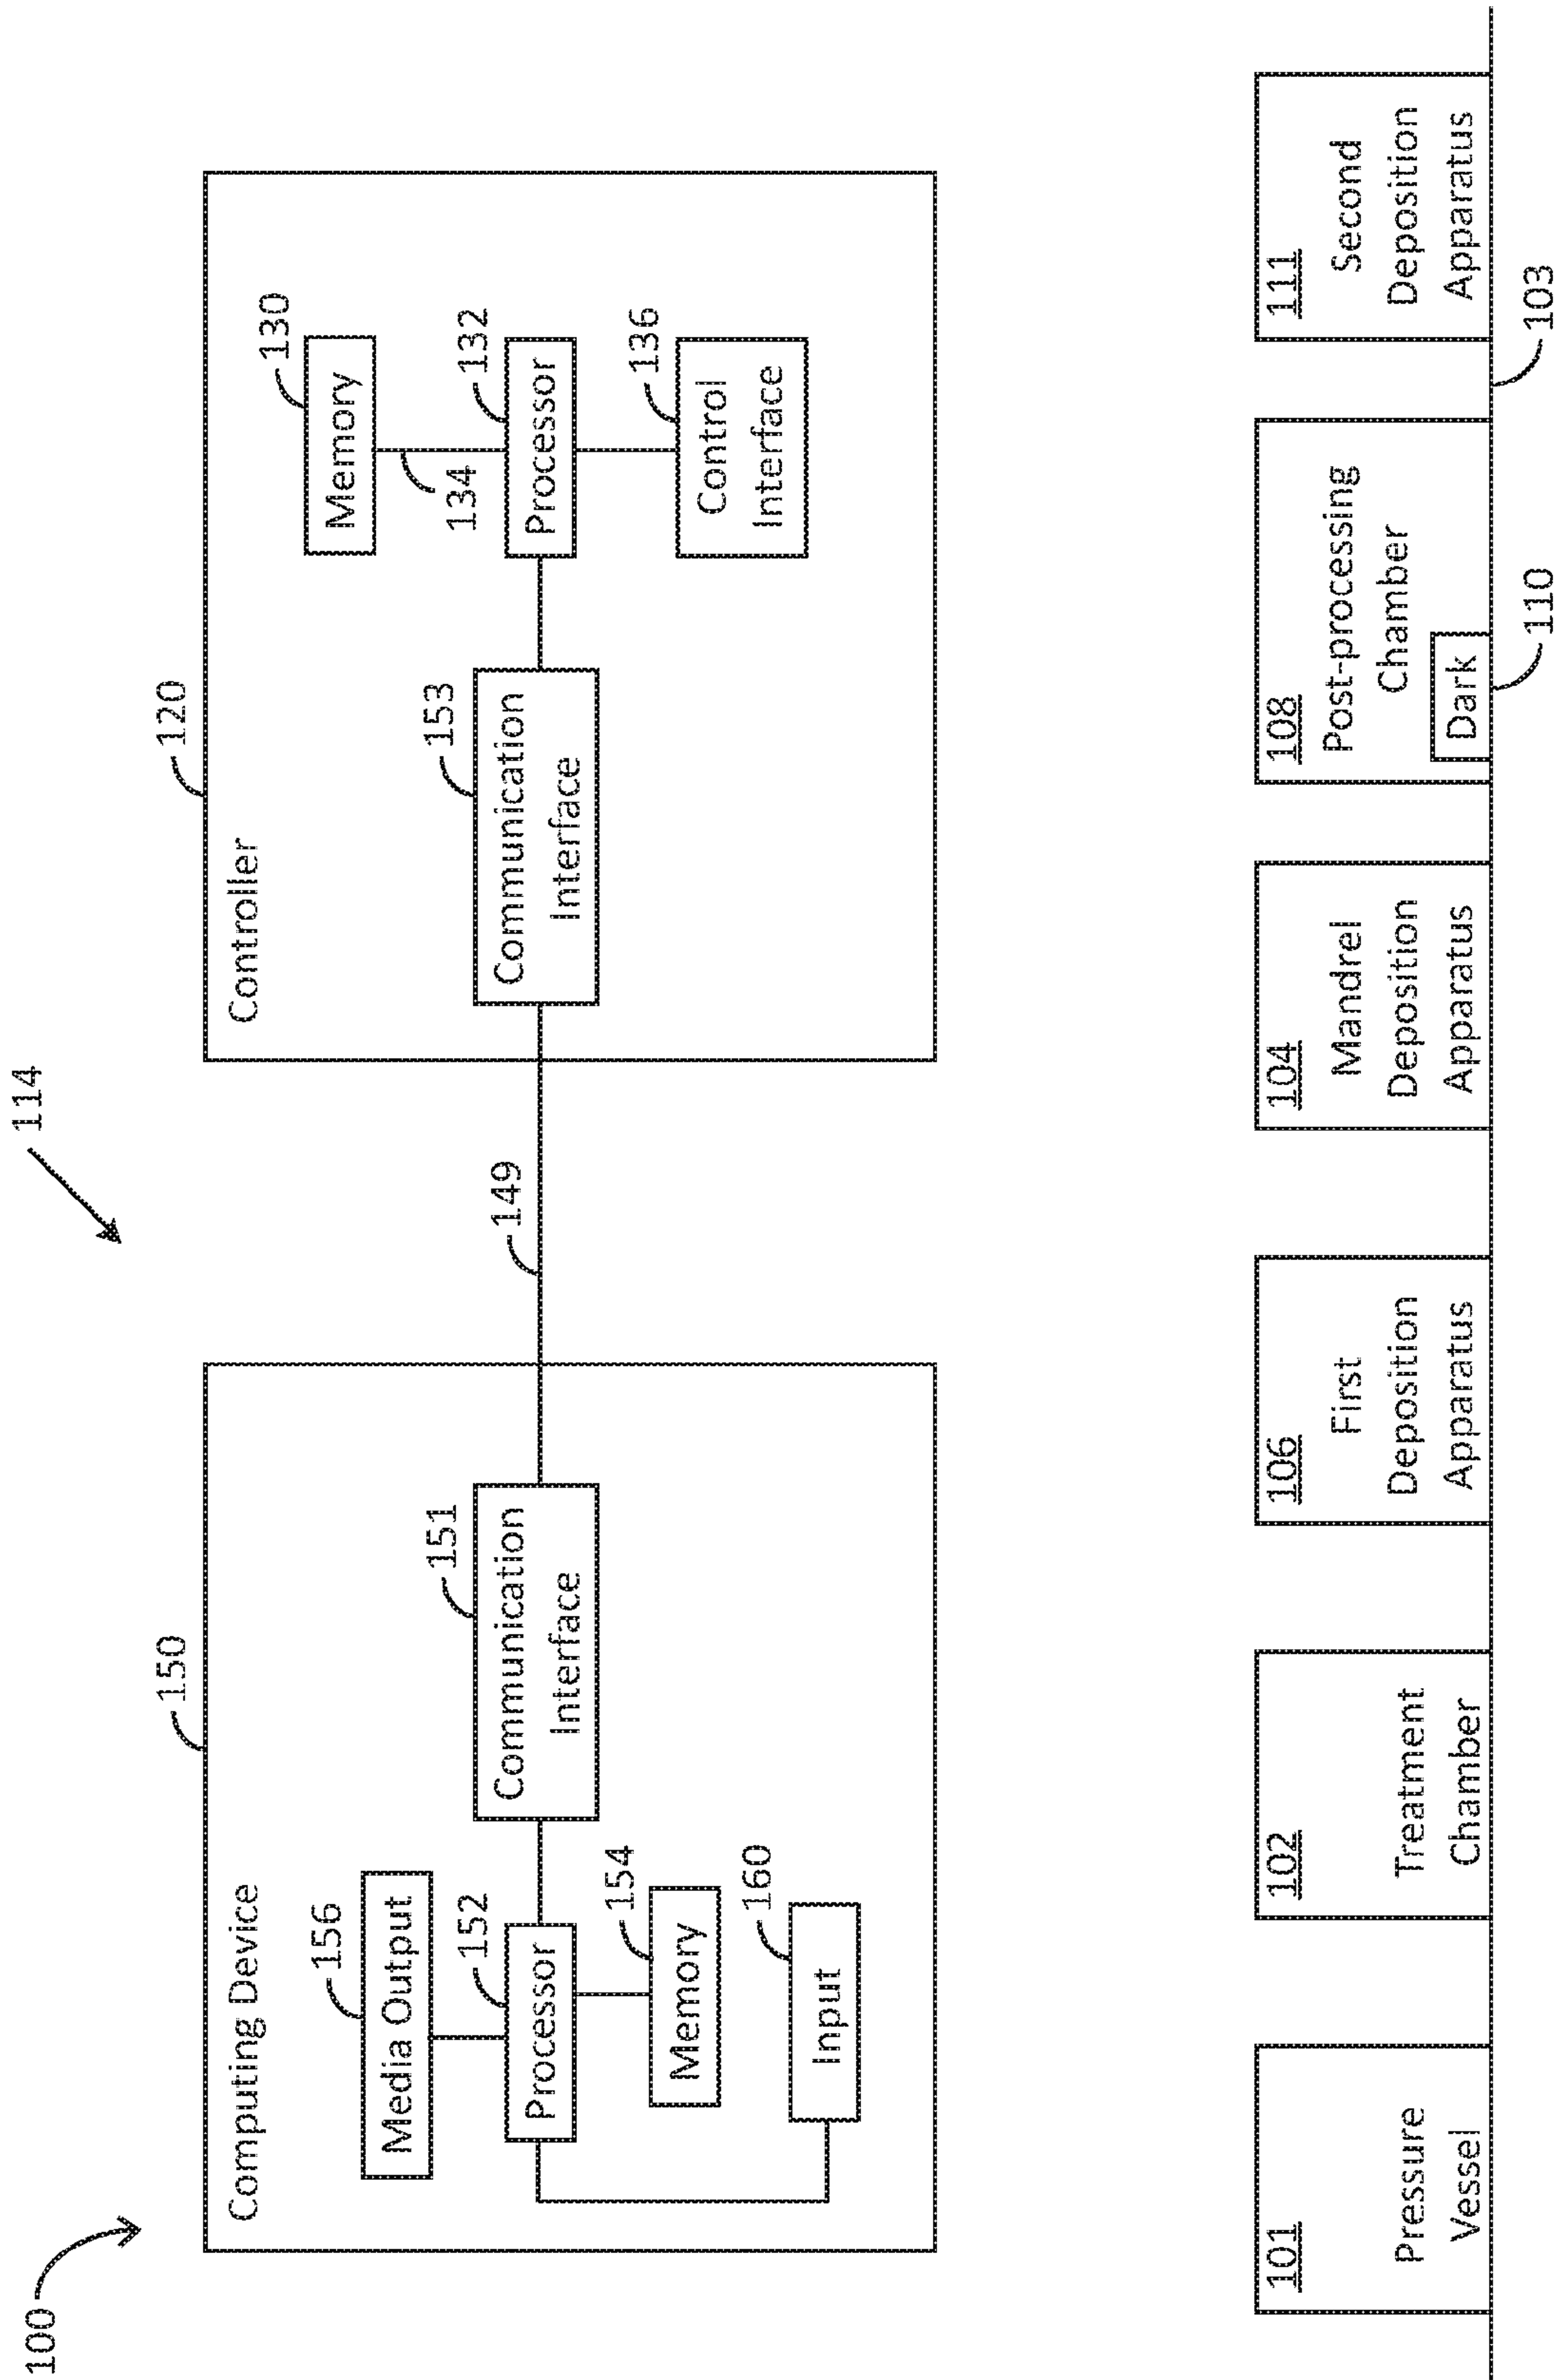 100
114
150
Computing Device
156
Media Output
152
Processor
154
Memory
160
Input
151
Communication
Interface
149
120
Controller
153
Communication
Interface
130
Memory
134
132
Processor
136
Control
Interface
101
Pressure
Vessel
102
Treatment
Chamber
106
First
Deposition
Apparatus
104
Mandrel
Deposition
Apparatus
108
Post-processing
Chamber
Dark
110
111
Second
Deposition
Apparatus
103